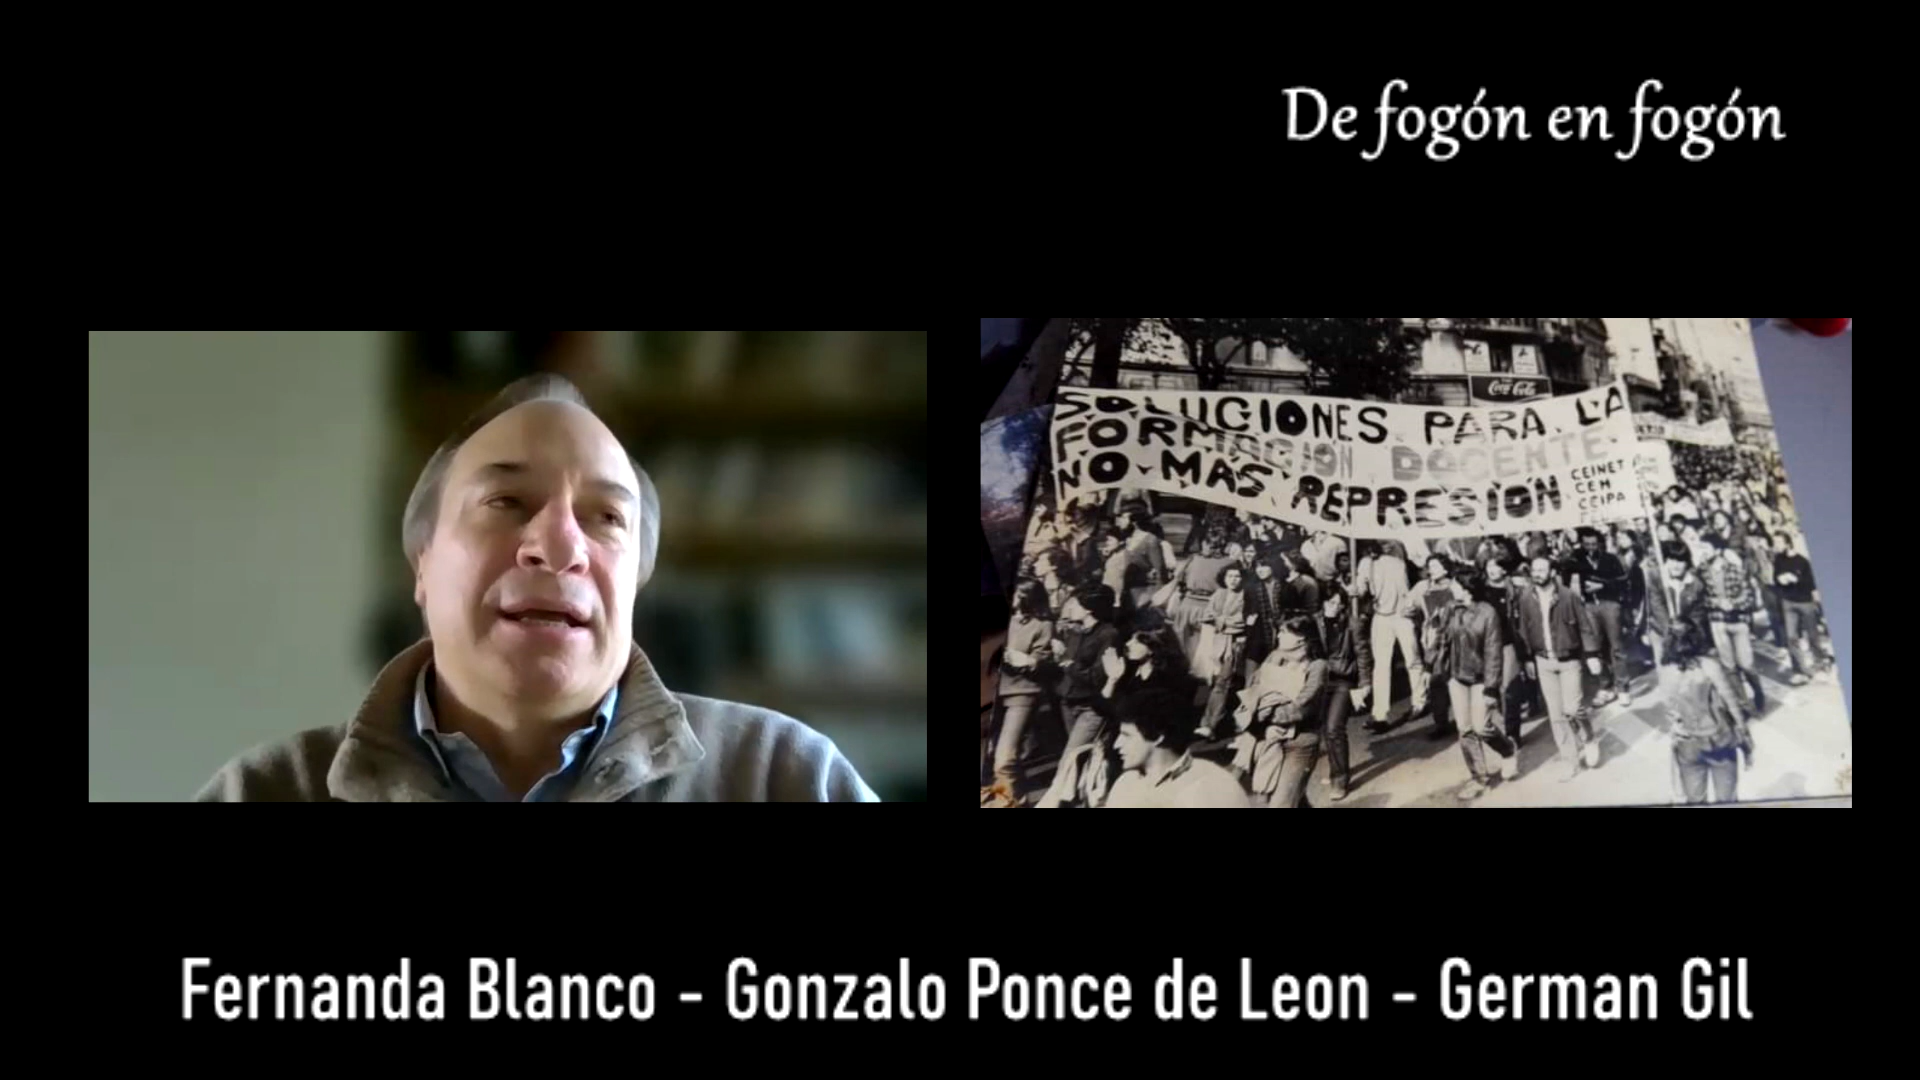 De fogón en fogón
Coca-Cola
SOLUCIONES PARA LA
FORMACION DOCENTE
NO MAS REPRESION
CEINET
CEM
CEIPA
Fernanda Blanco - Gonzalo Ponce de Leon - German Gil